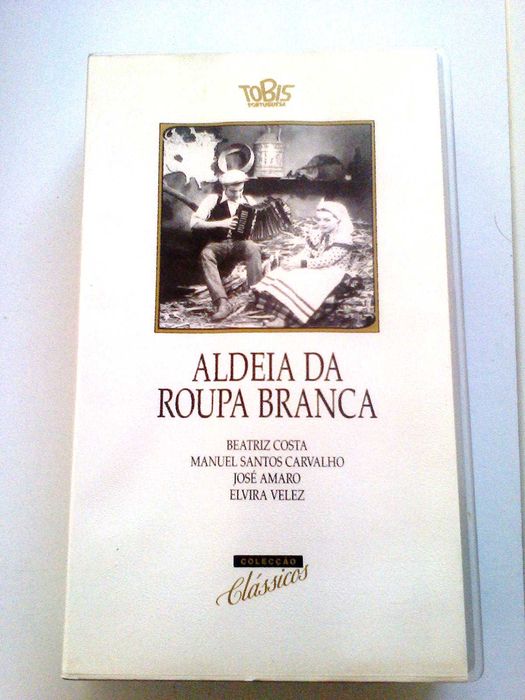 TOBIS
PORTUGUESA
ALDEIA DA
ROUPA BRANCA
BEATRIZ COSTA
MANUEL SANTOS CARVALHO
JOSÉ AMARO
ELVIRA VELEZ
COLECÇÃO
Clássicos